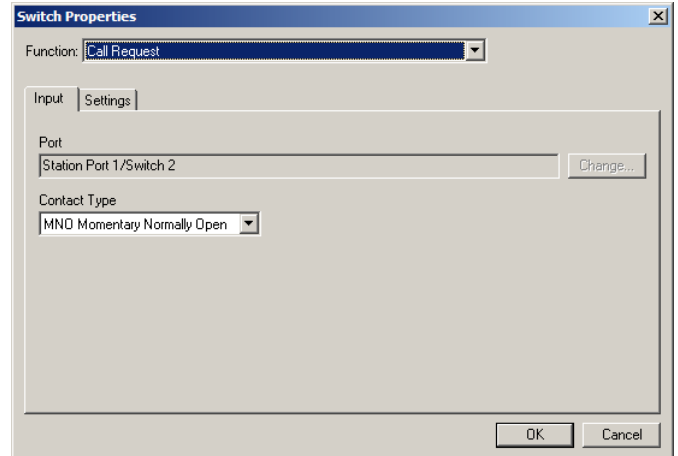 Switch Properties
Function: Call Request
Input Settings
Port
Station Port 1/Switch 2 Change...
Contact Type
MNO Momentary Normally Open
OK Cancel